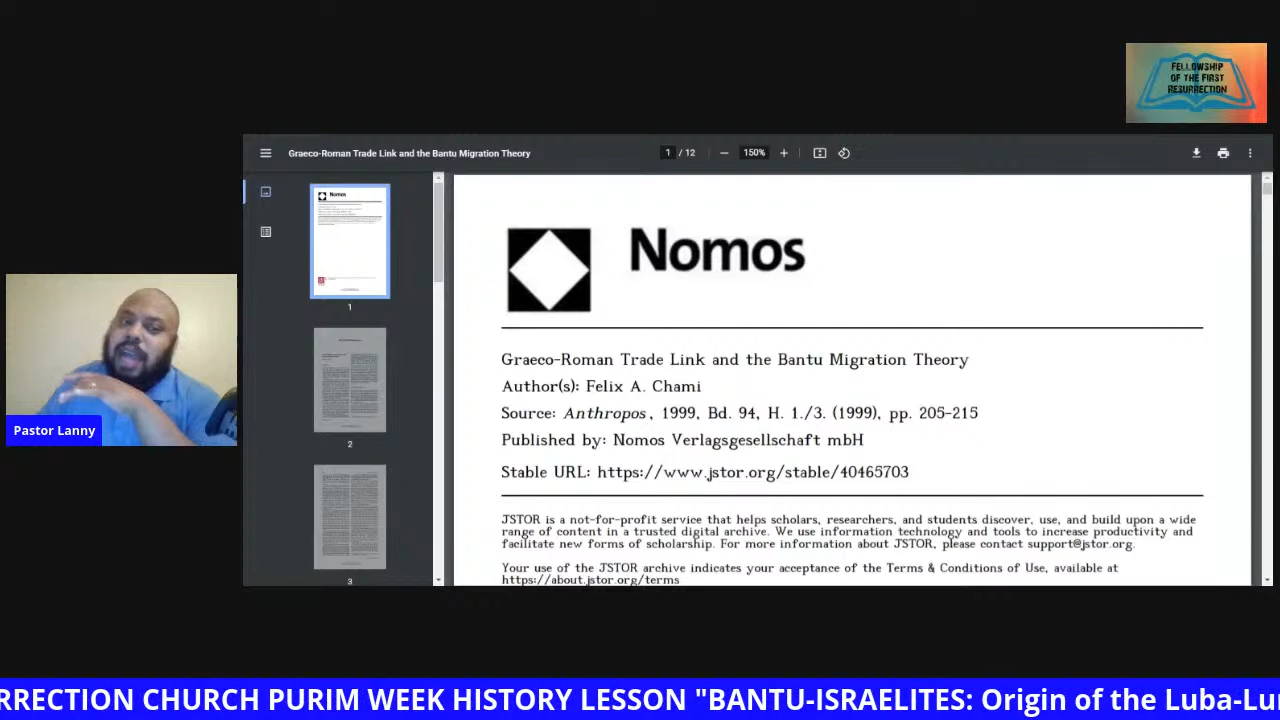 FELLOWSHIP
OF THE FIRST
RESURRECTION
Graeco-Roman Trade Link and the Bantu Migration Theory
1 / 12
150%
Nomos
1
2
3
Nomos
Graeco-Roman Trade Link and the Bantu Migration Theory
Author(s): Felix A. Chami
Source: Anthropos, 1999, Bd. 94, H. 1./3. (1999), pp. 205-215
Published by: Nomos Verlagsgesellschaft mbH
Stable URL: https://www.jstor.org/stable/40465703
JSTOR is a not-for-profit service that helps scholars, researchers, and students discover, use, and build upon a wide
range of content in a trusted digital archive. We use information technology and tools to increase productivity and
facilitate new forms of scholarship. For more information about JSTOR, please contact support@jstor.org.
Your use of the JSTOR archive indicates your acceptance of the Terms & Conditions of Use, available at
https://about.jstor.org/terms
Pastor Lanny
RRECTION CHURCH PURIM WEEK HISTORY LESSON "BANTU-ISRAELITES: Origin of the Luba-Lu